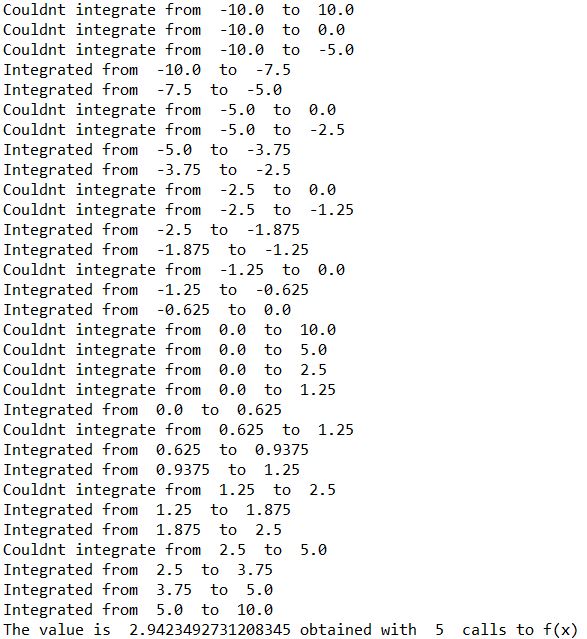 Couldnt integrate from  -10.0  to  10.0
Couldnt integrate from  -10.0  to  0.0
Couldnt integrate from  -10.0  to  -5.0
Integrated from  -10.0  to  -7.5
Integrated from  -7.5  to  -5.0
Couldnt integrate from  -5.0  to  0.0
Couldnt integrate from  -5.0  to  -2.5
Integrated from  -5.0  to  -3.75
Integrated from  -3.75  to  -2.5
Couldnt integrate from  -2.5  to  0.0
Couldnt integrate from  -2.5  to  -1.25
Integrated from  -2.5  to  -1.875
Integrated from  -1.875  to  -1.25
Couldnt integrate from  -1.25  to  0.0
Integrated from  -1.25  to  -0.625
Integrated from  -0.625  to  0.0
Couldnt integrate from  0.0  to  10.0
Couldnt integrate from  0.0  to  5.0
Couldnt integrate from  0.0  to  2.5
Couldnt integrate from  0.0  to  1.25
Integrated from  0.0  to  0.625
Couldnt integrate from  0.625  to  1.25
Integrated from  0.625  to  0.9375
Integrated from  0.9375  to  1.25
Couldnt integrate from  1.25  to  2.5
Integrated from  1.25  to  1.875
Integrated from  1.875  to  2.5
Couldnt integrate from  2.5  to  5.0
Integrated from  2.5  to  3.75
Integrated from  3.75  to  5.0
Integrated from  5.0  to  10.0
The value is  2.9423492731208345 obtained with  5  calls to f(x)